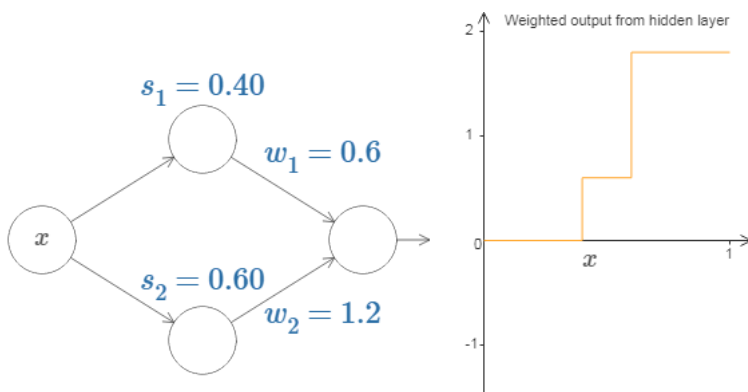 s₁ = 0.40
w₁ = 0.6
x
s₂ = 0.60
w₂ = 1.2
Weighted output from hidden layer
2
1
0
x
1
-1